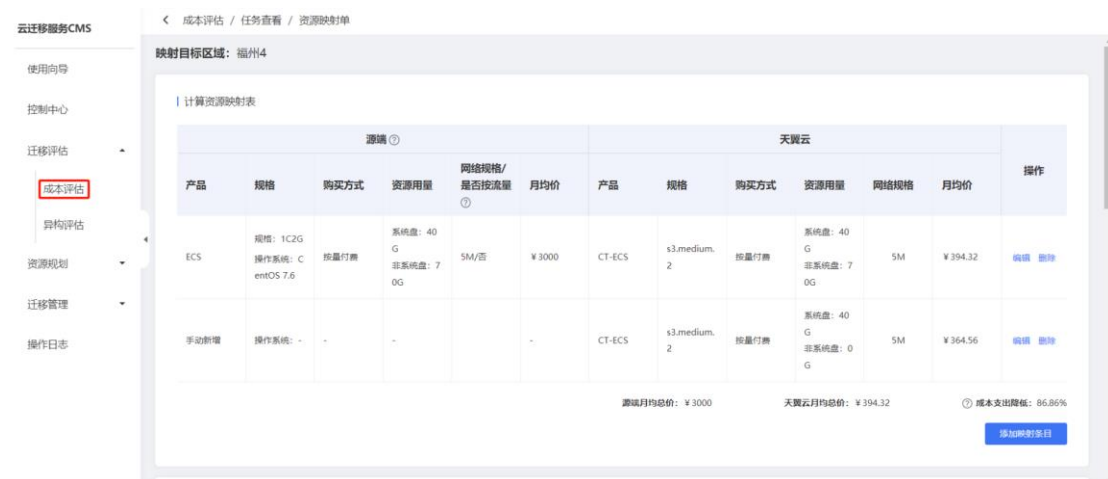 云迁移服务CMS
使用向导
控制中心
迁移评估
成本评估
异构评估
资源规划
迁移管理
操作日志
成本评估 / 任务查看 / 资源映射单
映射目标区域：福州4
计算资源映射表
源端 天翼云 操作
产品 规格 购买方式 资源用量 网络规格/是否按流量 月均价 产品 规格 购买方式 资源用量 网络规格 月均价
ECS 规格：1C2G 操作系统：CentOS 7.6 按量付费 系统盘：40G 非系统盘：70G 5M/否 ¥3000 CT-ECS s3.medium.2 按量付费 系统盘：40G 非系统盘：70G 5M ¥394.32 编辑 删除
手动新增 操作系统：- - - - CT-ECS s3.medium.2 按量付费 系统盘：40G 非系统盘：0G 5M ¥364.56 编辑 删除
源端月均总价：¥3000 天翼云月均总价：¥394.32 成本支出降低：86.86%
添加映射条目